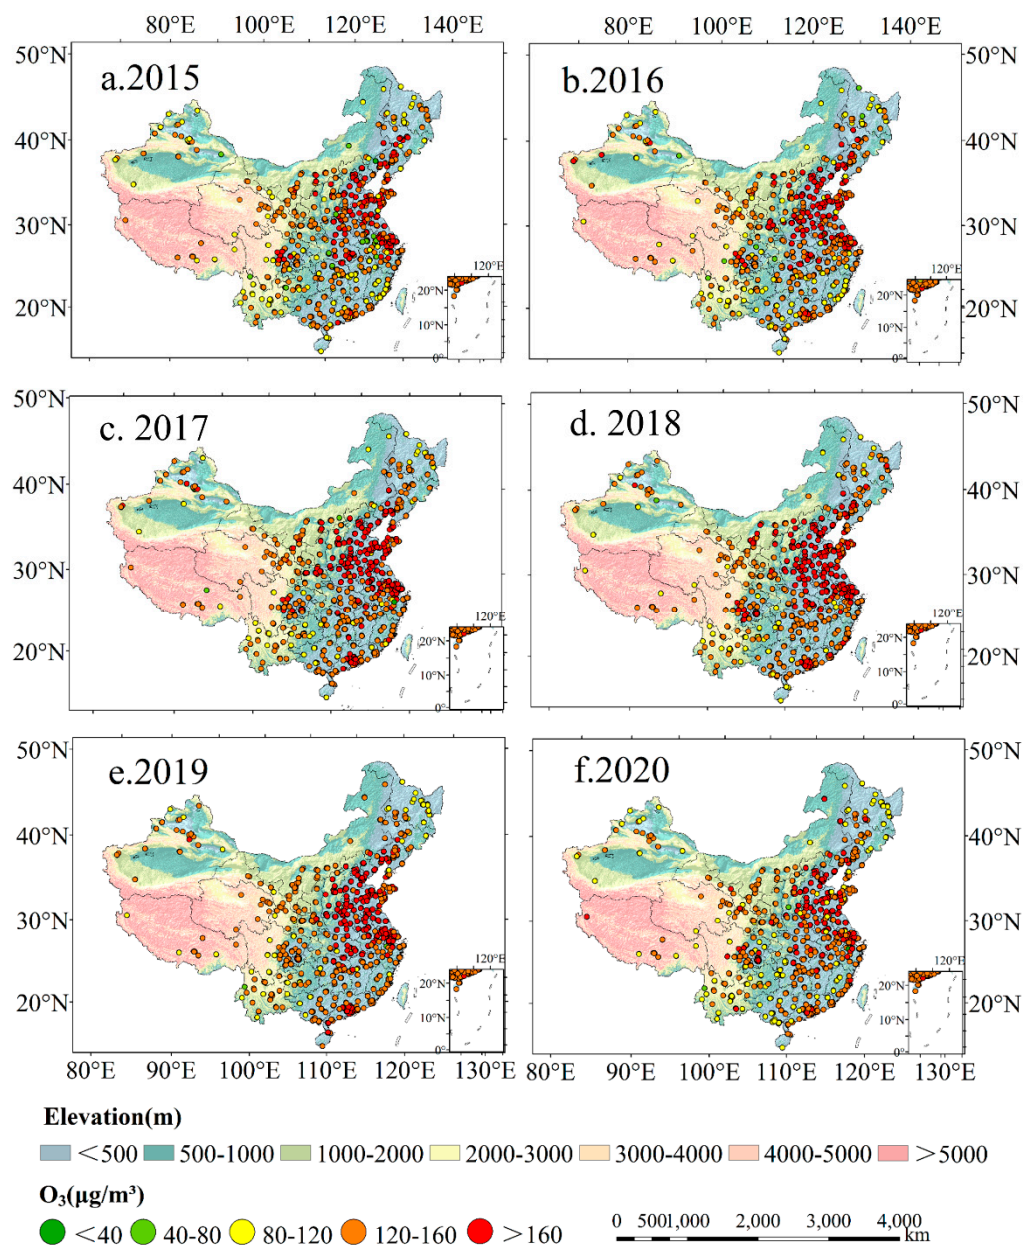 80°E 100°E 120°E 140°E
80°E 100°E 120°E 140°E
50°N
a.2015
40°N
30°N
20°N
120°E
20°N
10°N
0°
b.2016
50°N
40°N
30°N
20°N
120°E
20°N
10°N
0°
50°N
c. 2017
40°N
30°N
20°N
120°E
20°N
10°N
0°
d. 2018
50°N
40°N
30°N
20°N
120°E
20°N
10°N
0°
50°N
e.2019
40°N
30°N
20°N
120°E
20°N
10°N
0°
f.2020
50°N
40°N
30°N
20°N
120°E
20°N
10°N
0°
80°E 90°E 100°E 110°E 120°E 130°E
80°E 90°E 100°E 110°E 120°E 130°E
Elevation(m)
<500 500-1000 1000-2000 2000-3000 3000-4000 4000-5000 >5000
O₃(μg/m³)
<40 40-80 80-120 120-160 >160
0 500 1,000 2,000 3,000 4,000
km